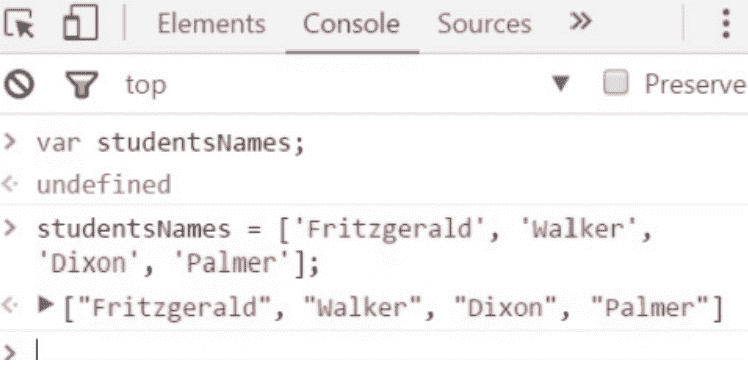 Elements Console Sources »
top ▼ Preserve
> var studentsNames;
undefined
> studentsNames = ['Fritzgerald', 'Walker',
'Dixon', 'Palmer'];
▶ ["Fritzgerald", "Walker", "Dixon", "Palmer"]
>